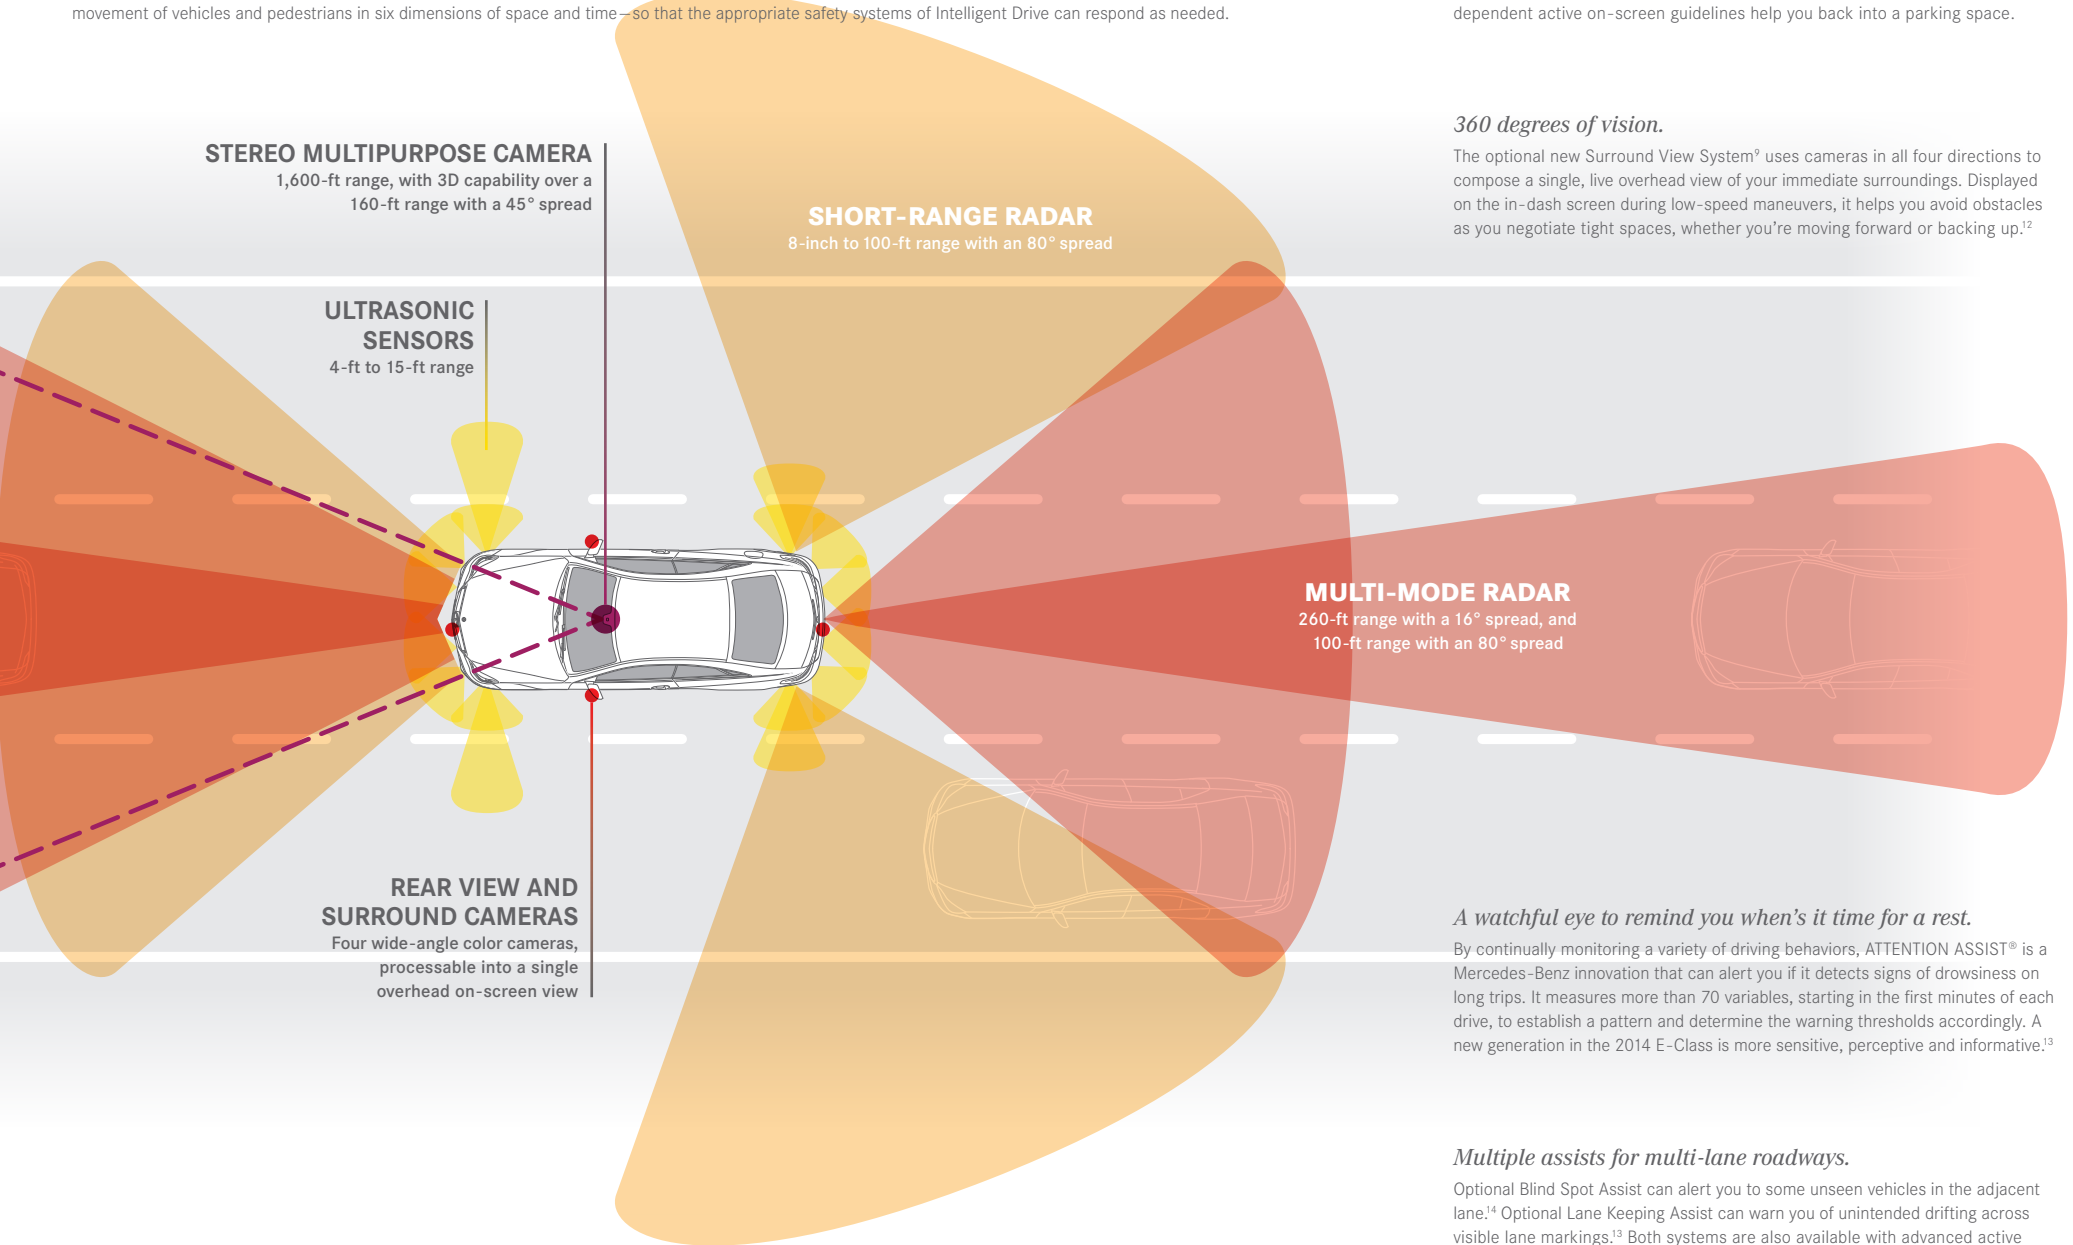 movement of vehicles and pedestrians in six dimensions of space and time—so that the appropriate safety systems of Intelligent Drive can respond as needed.
dependent active on-screen guidelines help you back into a parking space.
STEREO MULTIPURPOSE CAMERA
1,600-ft range, with 3D capability over a
160-ft range with a 45° spread
SHORT-RANGE RADAR
8-inch to 100-ft range with an 80° spread
ULTRASONIC
SENSORS
4-ft to 15-ft range
MULTI-MODE RADAR
260-ft range with a 16° spread, and
100-ft range with an 80° spread
REAR VIEW AND
SURROUND CAMERAS
Four wide-angle color cameras,
processable into a single
overhead on-screen view
360 degrees of vision.
The optional new Surround View System⁹ uses cameras in all four directions to
compose a single, live overhead view of your immediate surroundings. Displayed
on the in-dash screen during low-speed maneuvers, it helps you avoid obstacles
as you negotiate tight spaces, whether you're moving forward or backing up.¹²
A watchful eye to remind you when's it time for a rest.
By continually monitoring a variety of driving behaviors, ATTENTION ASSIST® is a
Mercedes-Benz innovation that can alert you if it detects signs of drowsiness on
long trips. It measures more than 70 variables, starting in the first minutes of each
drive, to establish a pattern and determine the warning thresholds accordingly. A
new generation in the 2014 E-Class is more sensitive, perceptive and informative.¹³
Multiple assists for multi-lane roadways.
Optional Blind Spot Assist can alert you to some unseen vehicles in the adjacent
lane.¹⁴ Optional Lane Keeping Assist can warn you of unintended drifting across
visible lane markings.¹³ Both systems are also available with advanced active